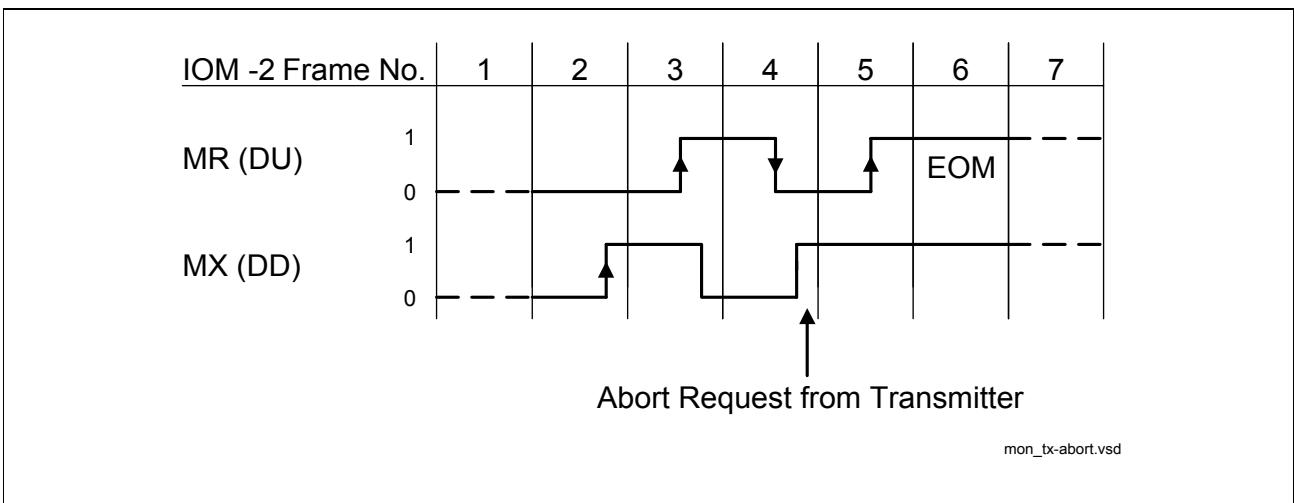 IOM -2 Frame No. 1 2 3 4 5 6 7
1
MR (DU)
EOM
0
1
MX (DD)
0
Abort Request from Transmitter
mon_tx-abort.vsd